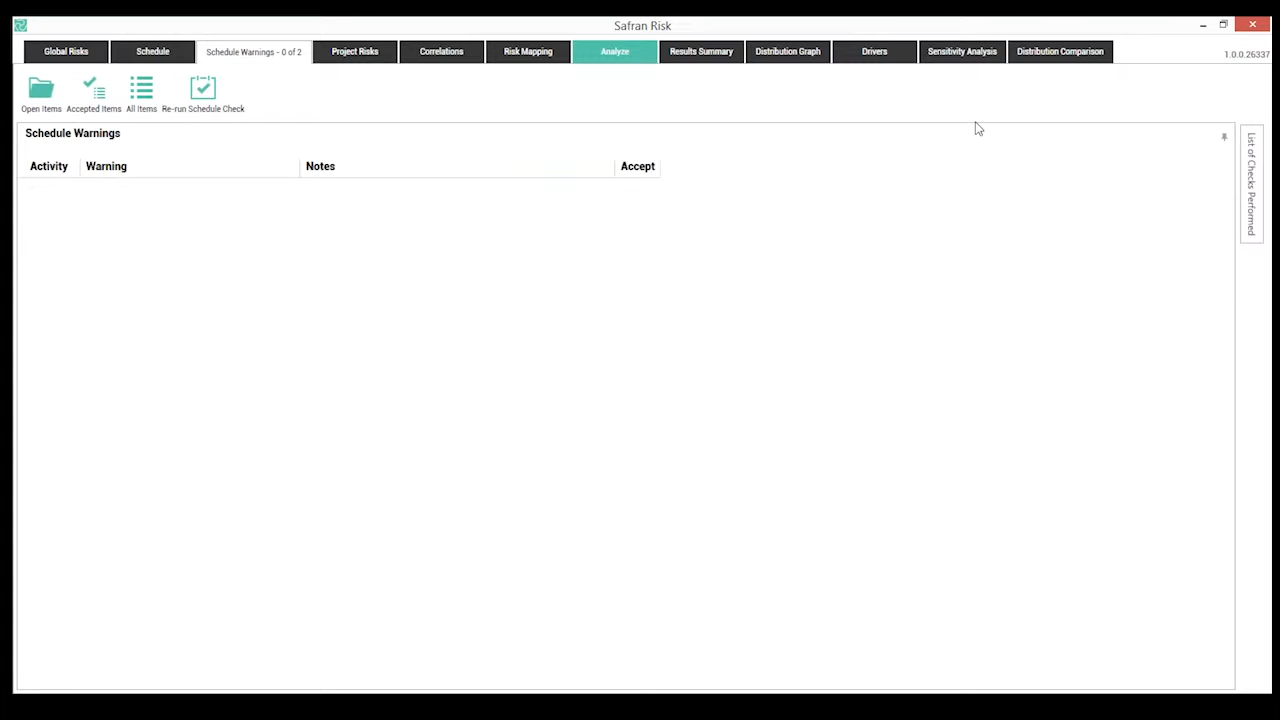 Safran Risk
Global Risks
Schedule
Schedule Warnings - 0 of 2
Project Risks
Correlations
Risk Mapping
Analyze
Results Summary
Distribution Graph
Drivers
Sensitivity Analysis
Distribution Comparison
1.0.0.26337
Open Items
Accepted Items
All Items
Re-run Schedule Check
Schedule Warnings
Activity
Warning
Notes
Accept
List of Checks Performed